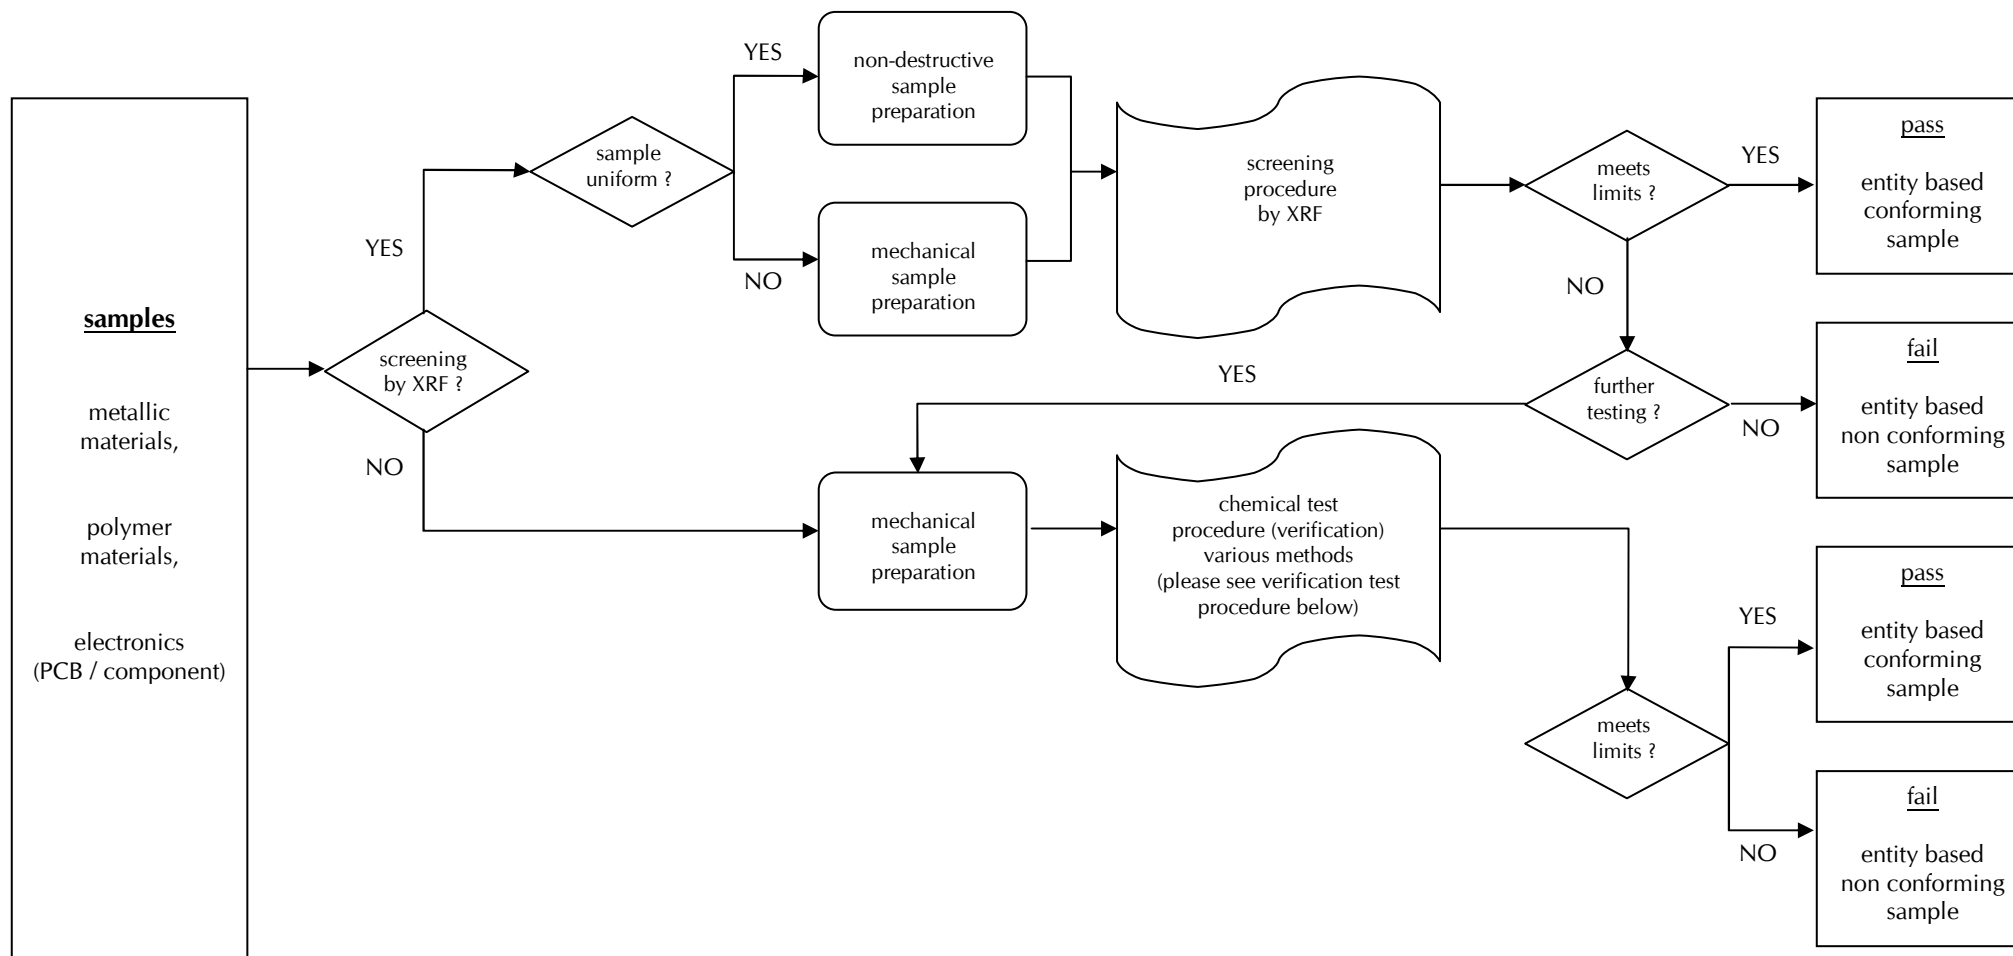 samples
metallic
materials,
polymer
materials,
electronics
(PCB / component)
screening
by XRF ?
YES
NO
sample
uniform ?
YES
NO
non-destructive
sample
preparation
mechanical
sample
preparation
screening
procedure
by XRF
meets
limits ?
YES
NO
pass
entity based
conforming
sample
further
testing ?
YES
NO
fail
entity based
non conforming
sample
mechanical
sample
preparation
chemical test
procedure (verification)
various methods
(please see verification test
procedure below)
meets
limits ?
YES
NO
pass
entity based
conforming
sample
fail
entity based
non conforming
sample